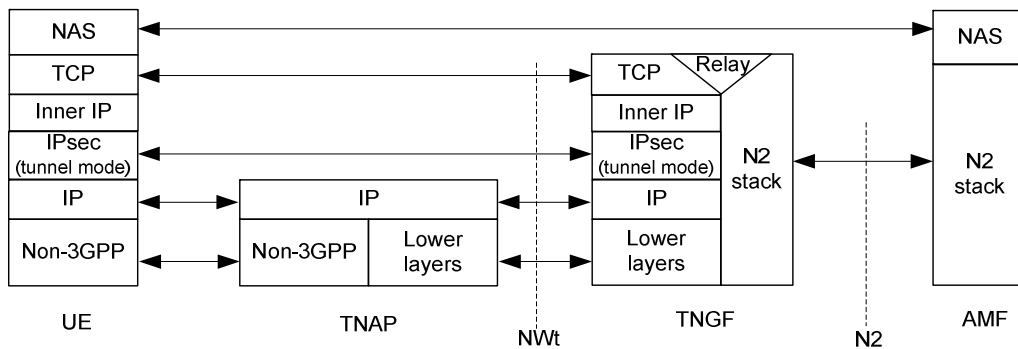 NAS
TCP
Inner IP
IPsec
(tunnel mode)
IP
Non-3GPP
UE
IP
Non-3GPP
Lower
layers
TNAP
NWt
TCP
Relay
Inner IP
IPsec
(tunnel mode)
IP
Lower
layers
N2
stack
TNGF
N2
NAS
N2
stack
AMF